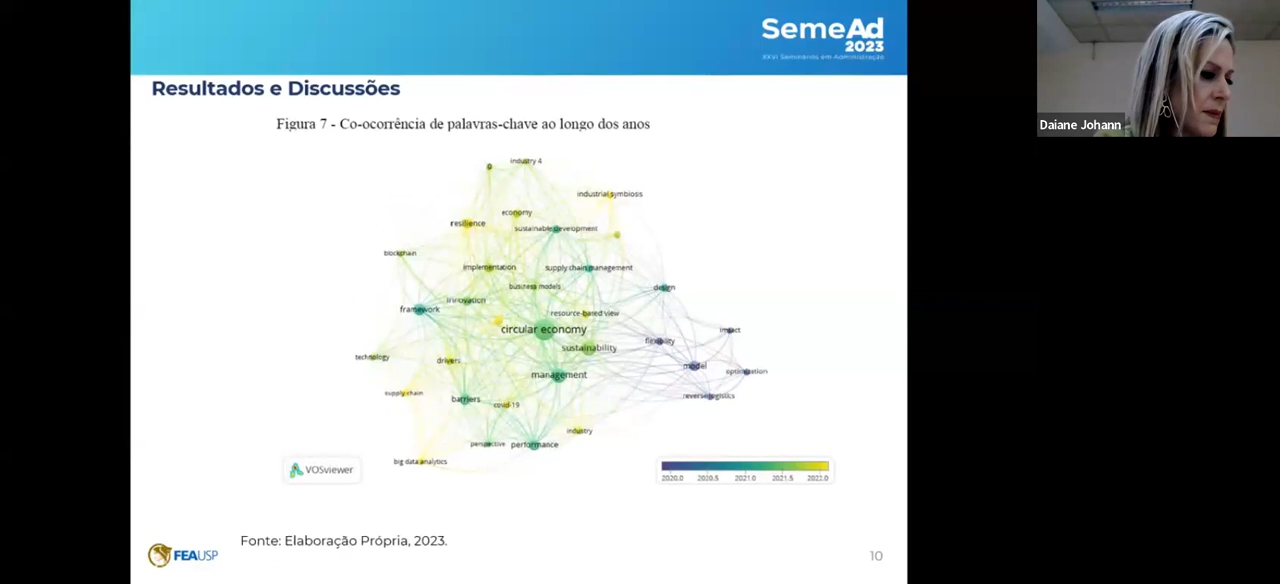 SemeAd
2023
XXVI Seminários em Administração
Daiane Johann
Resultados e Discussões
Figura 7 - Co-ocorrência de palavras-chave ao longo dos anos
0
industry 4
industrial symbiosis
economy
resilience
sustainable development
blockchain
implementation
supply chain management
business models
design
innovation
framework
resource-based view
circular economy
impact
flexibility
sustainability
technology
drivers
model
optimization
management
supply chain
barriers
covid-19
reverse logistics
industry
perspective
performance
big data analytics
VOSviewer
2020.0 2020.5 2021.0 2021.5 2022.0
Fonte: Elaboração Própria, 2023.
FEAUSP
10